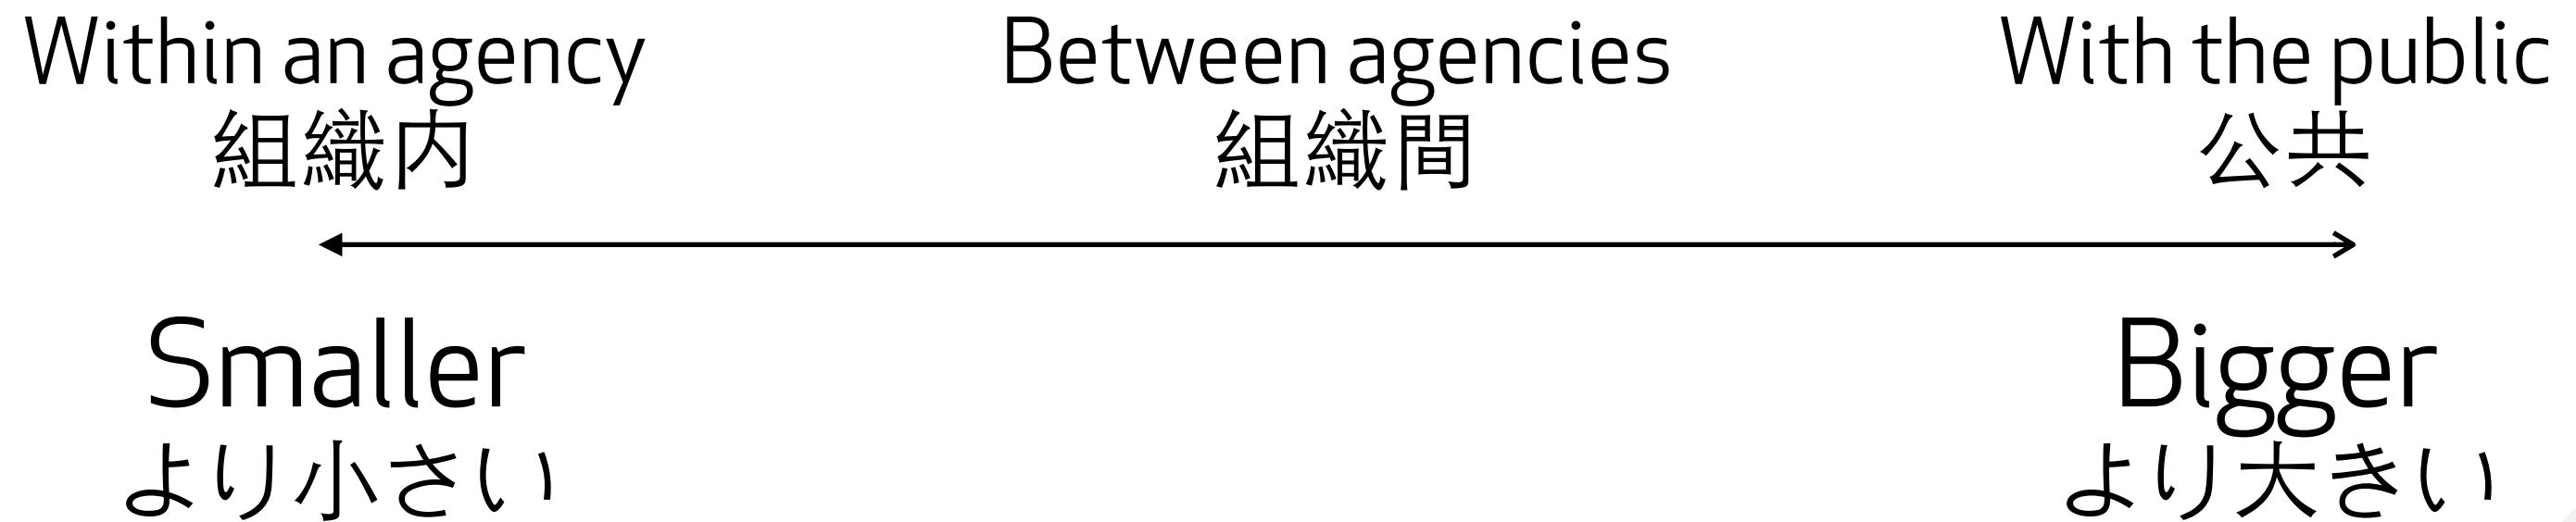 Within an agency
組織内
Between agencies
組織間
With the public
公共
Smaller
より小さい
Bigger
より大きい